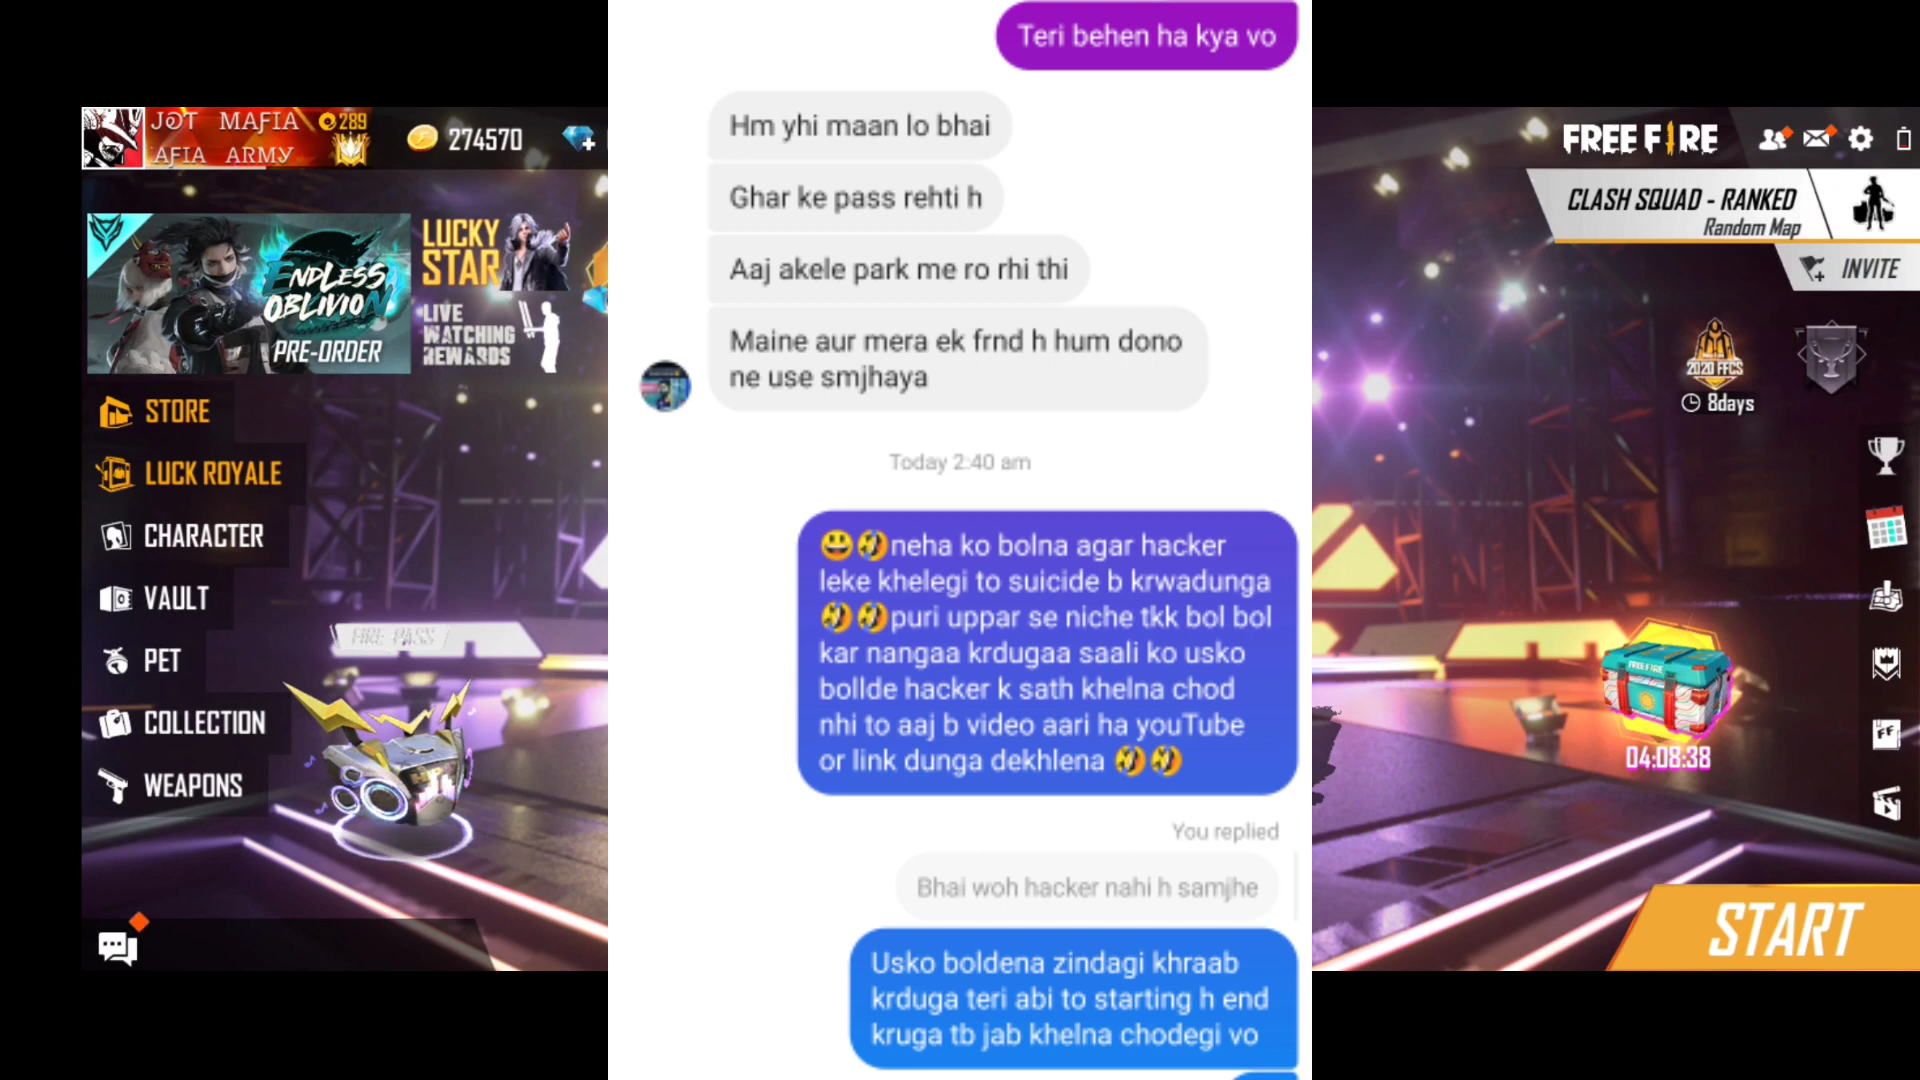 JOT MAFIA
AFIA ARMY
289
274570
ENDLESS
OBLIVION
PRE-ORDER
LUCKY
STAR
LIVE
WATCHING
REWARDS
STORE
LUCK ROYALE
CHARACTER
VAULT
PET
COLLECTION
WEAPONS
FIRE PASS
Teri behen ha kya vo
Hm yhi maan lo bhai
Ghar ke pass rehti h
Aaj akele park me ro rhi thi
Maine aur mera ek frnd h hum dono
ne use smjhaya
Today 2:40 am
😃🤣neha ko bolna agar hacker
leke khelegi to suicide b krwadunga
🤣🤣puri uppar se niche tkk bol bol
kar nangaa krdugaa saali ko usko
bollde hacker k sath khelna chod
nhi to aaj b video aari ha youTube
or link dunga dekhlena 🤣🤣
You replied
Bhai woh hacker nahi h samjhe
Usko boldena zindagi khraab
krduga teri abi to starting h end
kruga tb jab khelna chodegi vo
FREE FIRE
CLASH SQUAD - RANKED
Random Map
INVITE
2020 FFCS
8days
FREE FIRE
04:08:38
FF
START